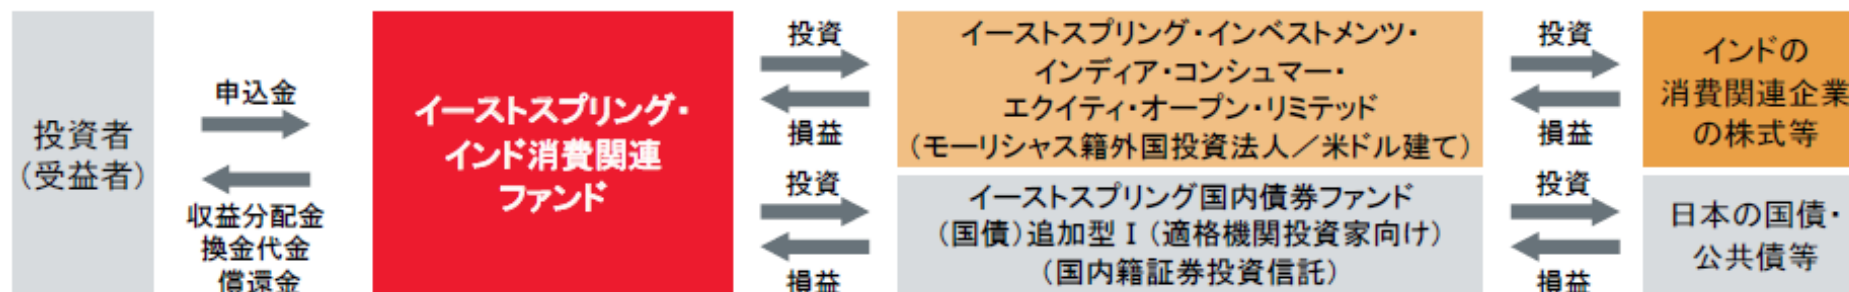 投資者
(受益者)
申込金
収益分配金
換金代金
償還金
イーストスプリング・
インド消費関連
ファンド
投資
損益
投資
損益
イーストスプリング・インベストメンツ・
インディア・コンシュマー・
エクイティ・オープン・リミテッド
(モーリシャス籍外国投資法人／米ドル建て)
イーストスプリング国内債券ファンド
(国債)追加型Ⅰ(適格機関投資家向け)
(国内籍証券投資信託)
投資
損益
投資
損益
インドの
消費関連企業
の株式等
日本の国債・
公共債等